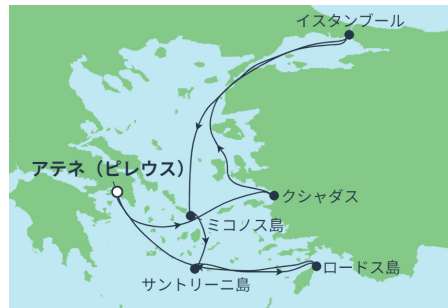 イスタンブール
アテネ（ピレウス）
クシャダス
ミコノス島
ロードス島
サントリーニ島